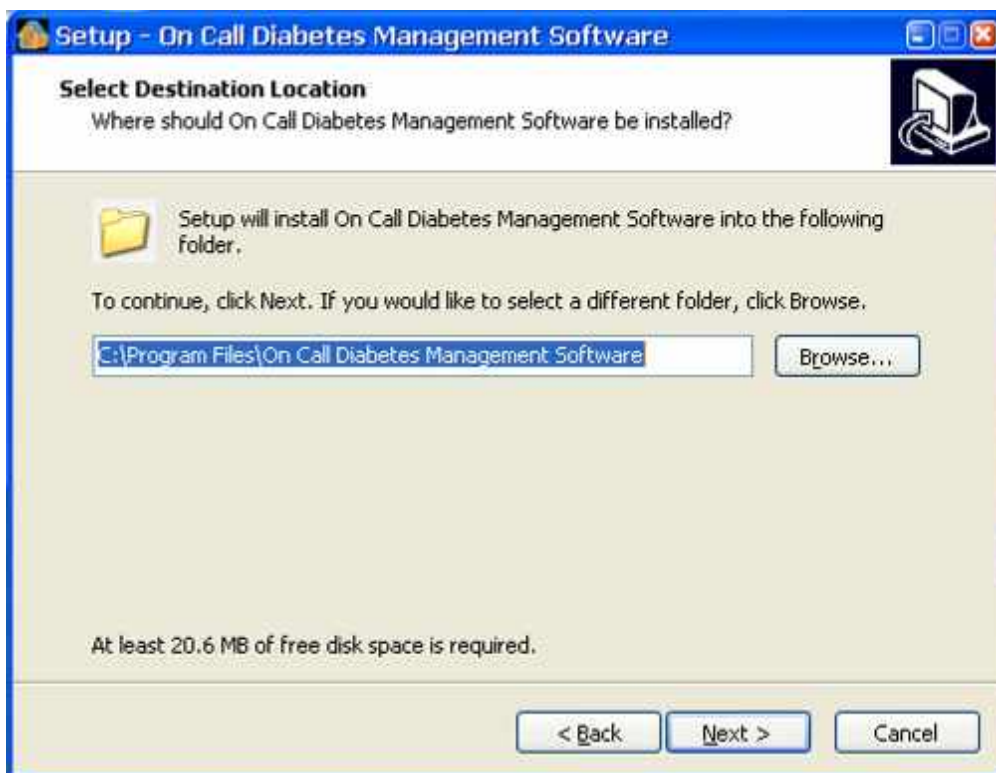 Setup - On Call Diabetes Management Software
Select Destination Location
Where should On Call Diabetes Management Software be installed?
Setup will install On Call Diabetes Management Software into the following
folder.
To continue, click Next. If you would like to select a different folder, click Browse.
C:\Program Files\On Call Diabetes Management Software
Browse...
At least 20.6 MB of free disk space is required.
< Back
Next >
Cancel